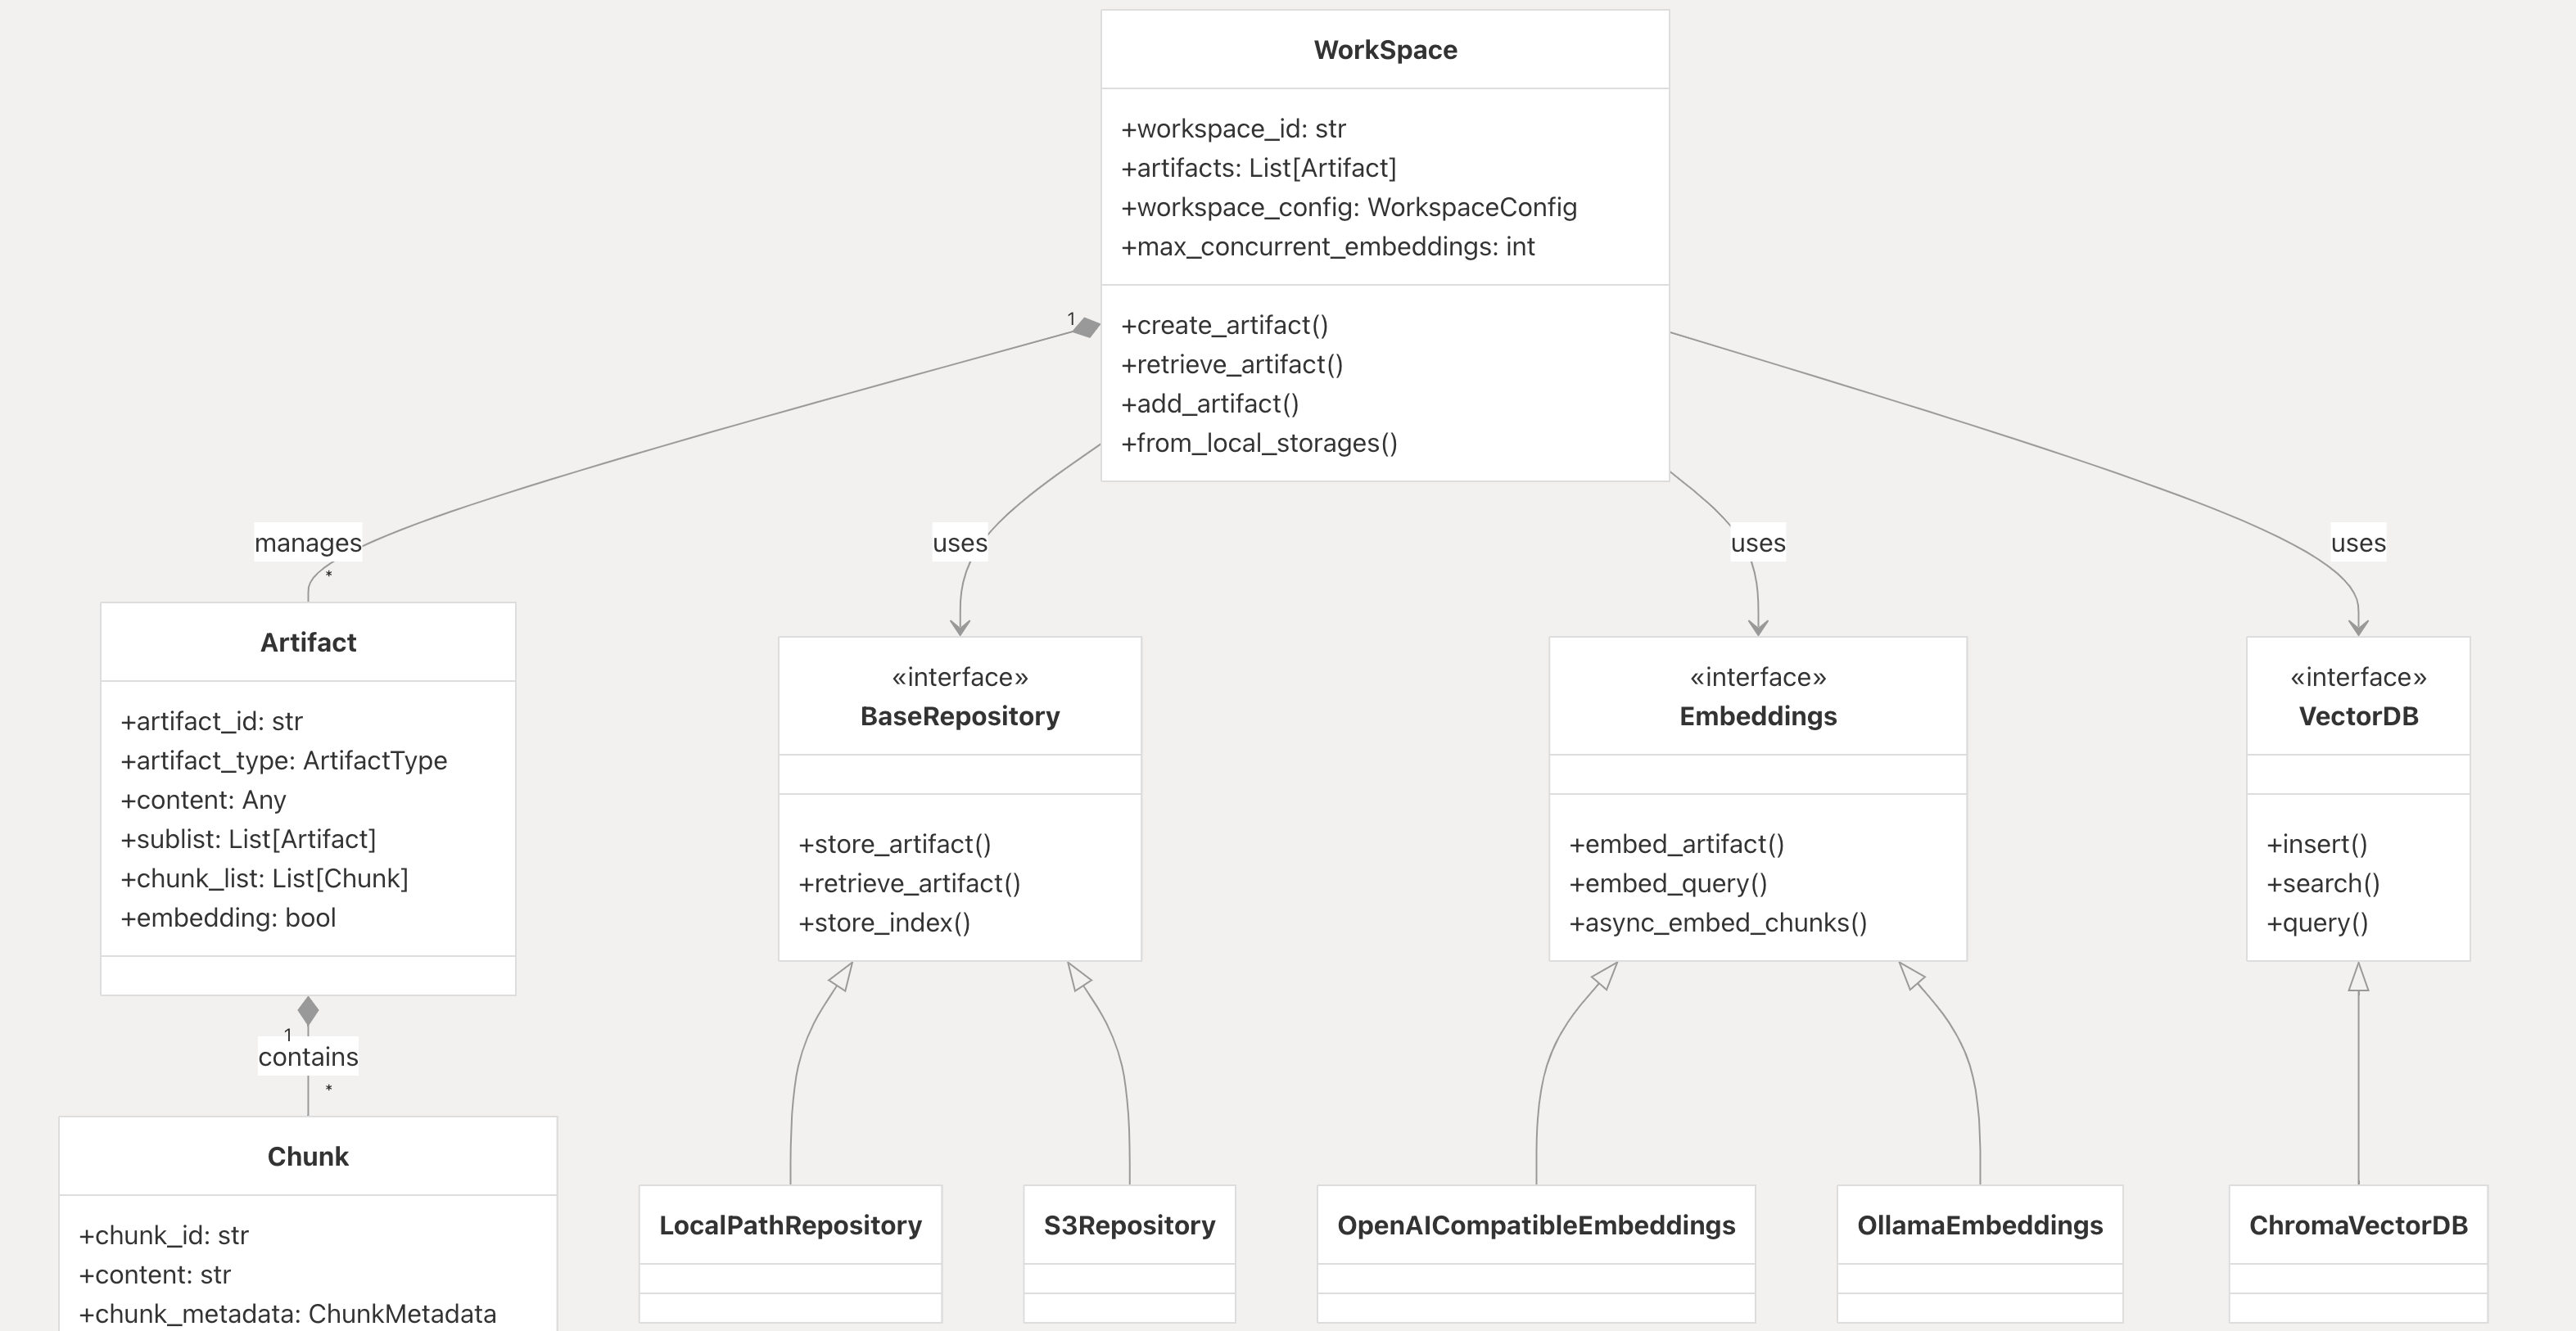 WorkSpace
+workspace_id: str
+artifacts: List[Artifact]
+workspace_config: WorkspaceConfig
+max_concurrent_embeddings: int
+create_artifact()
+retrieve_artifact()
+add_artifact()
+from_local_storages()
1
manages
*
uses
uses
uses
Artifact
+artifact_id: str
+artifact_type: ArtifactType
+content: Any
+sublist: List[Artifact]
+chunk_list: List[Chunk]
+embedding: bool
«interface»
BaseRepository
+store_artifact()
+retrieve_artifact()
+store_index()
«interface»
Embeddings
+embed_artifact()
+embed_query()
+async_embed_chunks()
«interface»
VectorDB
+insert()
+search()
+query()
1
contains
*
Chunk
+chunk_id: str
+content: str
+chunk_metadata: ChunkMetadata
LocalPathRepository
S3Repository
OpenAICompatibleEmbeddings
OllamaEmbeddings
ChromaVectorDB